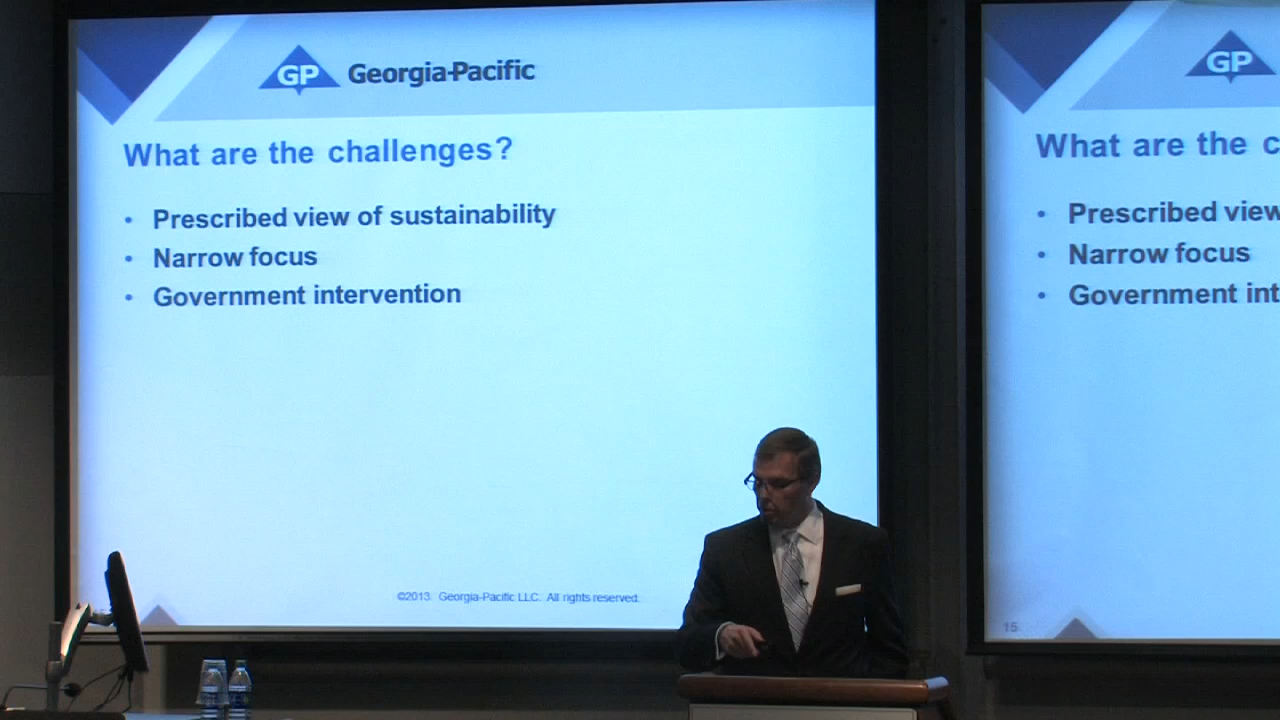 GP Georgia-Pacific
What are the challenges?
• Prescribed view of sustainability
• Narrow focus
• Government intervention
©2013 Georgia-Pacific LLC. All rights reserved.
GP
What are the c
• Prescribed view
• Narrow focus
• Government int
15